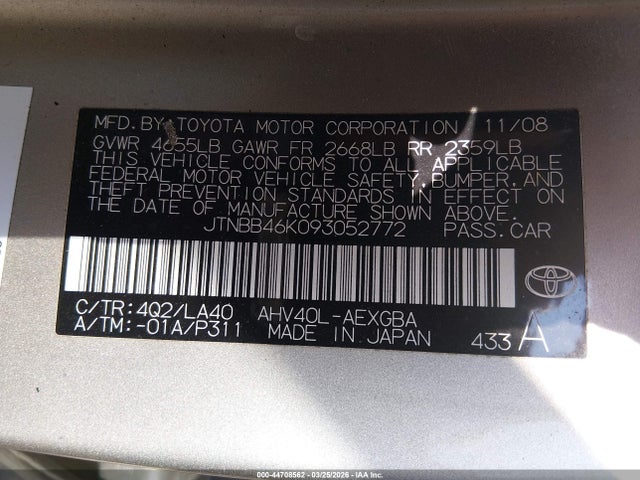 MFD.BY:TOYOTA MOTOR CORPORATION 11/08
GVWR 4655LB GAWR FR 2668LB RR 2359LB
THIS VEHICLE CONFORMS TO ALL APPLICABLE
FEDERAL MOTOR VEHICLE SAFETY, BUMPER, AND
THEFT PREVENTION STANDARDS IN EFFECT ON
THE DATE OF MANUFACTURE SHOWN ABOVE.
JTNBB46K093052772 PASS.CAR
C/TR:4Q2/LA40 AHV40L-AEXGBA
A/TM:-01A/P311 MADE IN JAPAN 433 A
000-44708562 - 03/25/2026 - IAAI.COM